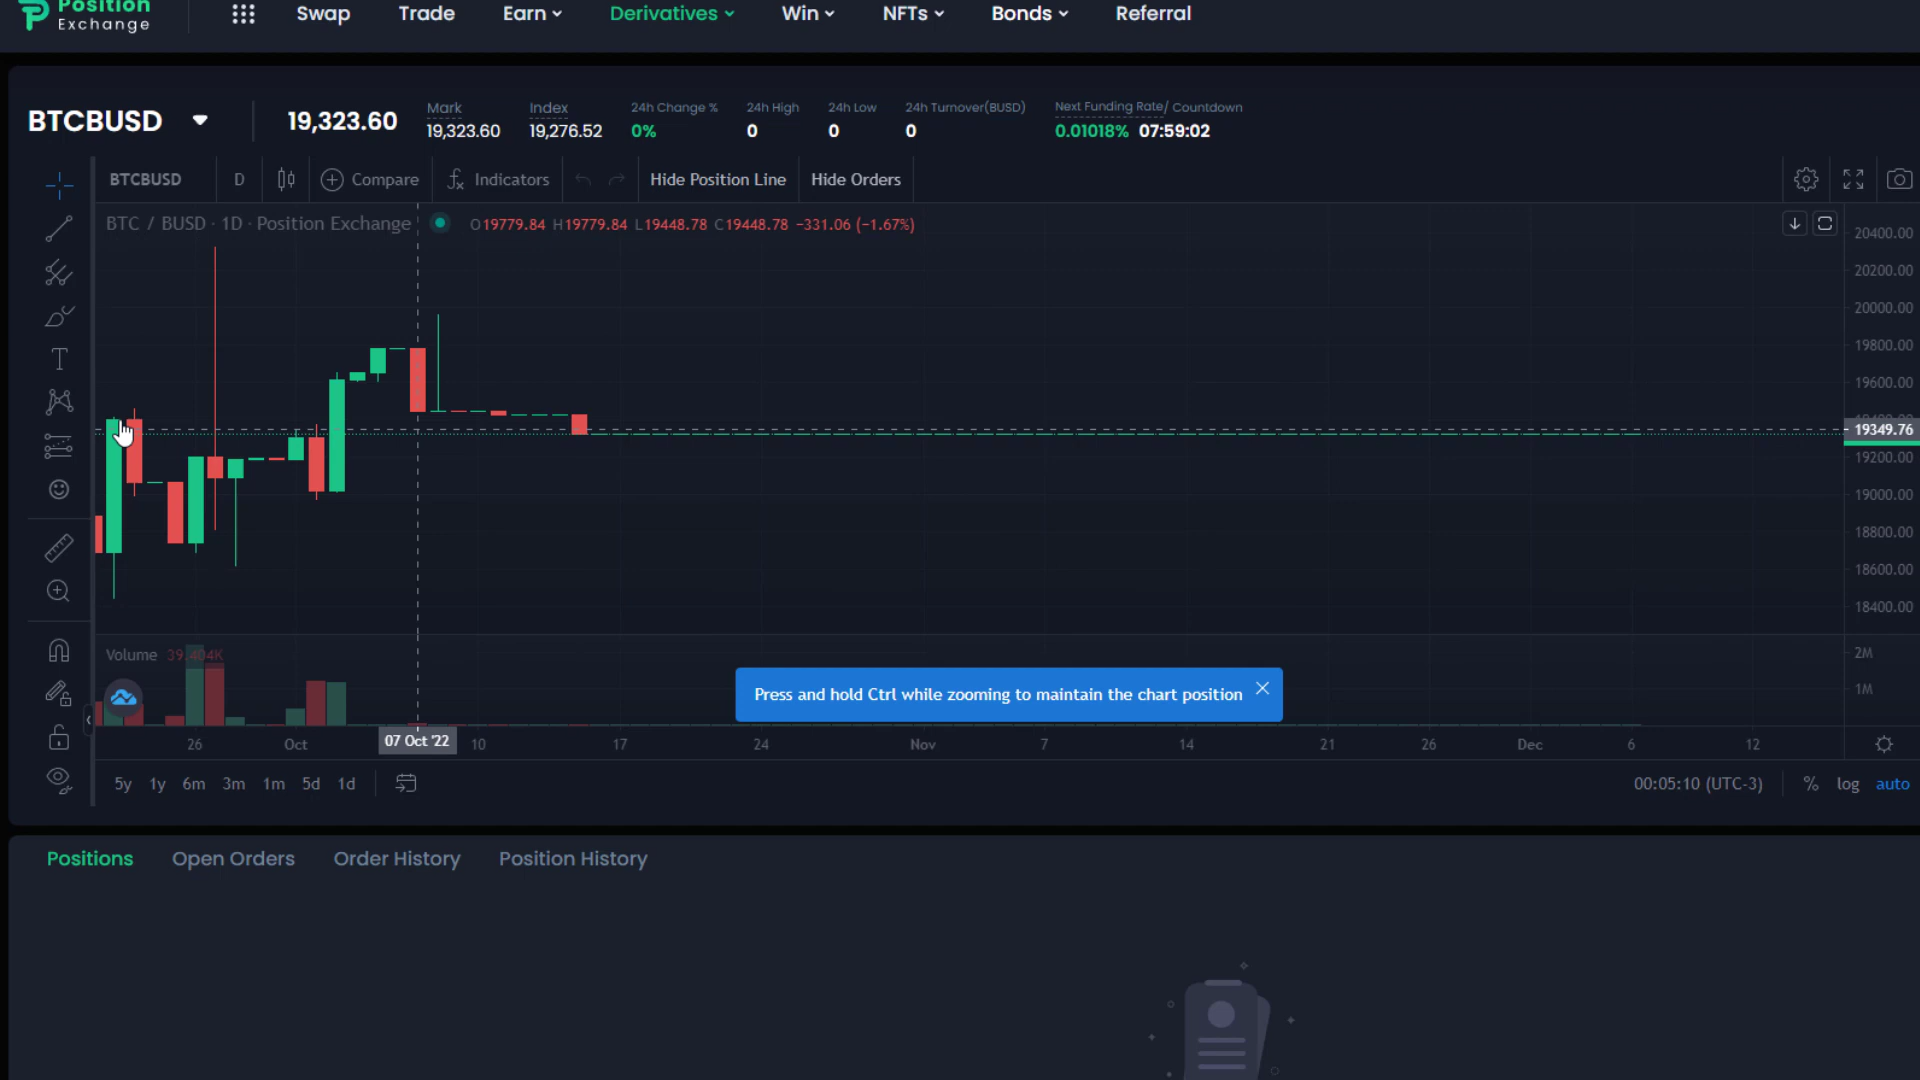 Position
Exchange
Swap Trade Earn Derivatives Win NFTs Bonds Referral
BTCBUSD 19,323.60
Mark Index 24h Change % 24h High 24h Low 24h Turnover(BUSD) Next Funding Rate/ Countdown
19,323.60 19,276.52 0% 0 0 0 0.01018% 07:59:02
BTCBUSD D Compare Indicators Hide Position Line Hide Orders
BTC / BUSD · 1D · Position Exchange O19779.84 H19779.84 L19448.78 C19448.78 −331.06 (−1.67%)
20400.00
20200.00
20000.00
19800.00
19600.00
19349.76
19200.00
19000.00
18800.00
18600.00
18400.00
Volume 39.404K
2M
1M
Press and hold Ctrl while zooming to maintain the chart position
26 Oct 07 Oct '22 10 17 24 Nov 7 14 21 26 Dec 6 12
5y 1y 6m 3m 1m 5d 1d 00:05:10 (UTC-3) % log auto
Positions Open Orders Order History Position History